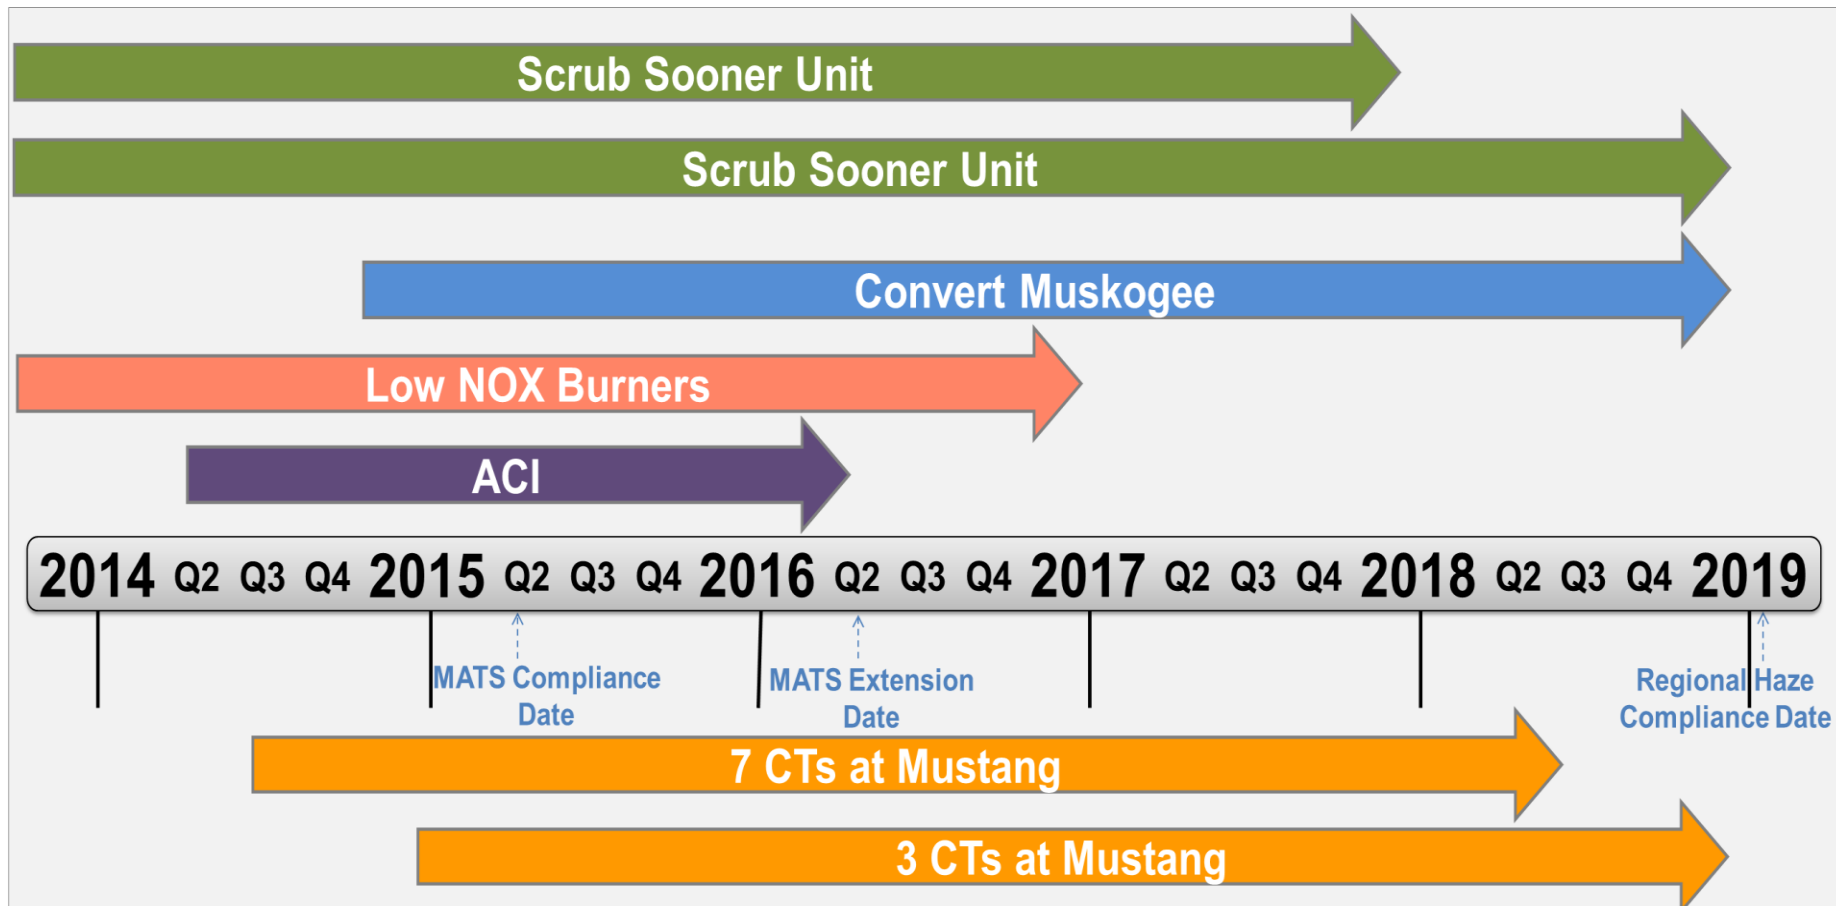 Scrub Sooner Unit
Scrub Sooner Unit
Convert Muskogee
Low NOX Burners
ACI
2014 Q2 Q3 Q4 2015 Q2 Q3 Q4 2016 Q2 Q3 Q4 2017 Q2 Q3 Q4 2018 Q2 Q3 Q4 2019
MATS Compliance
Date
MATS Extension
Date
Regional Haze
Compliance Date
7 CTs at Mustang
3 CTs at Mustang